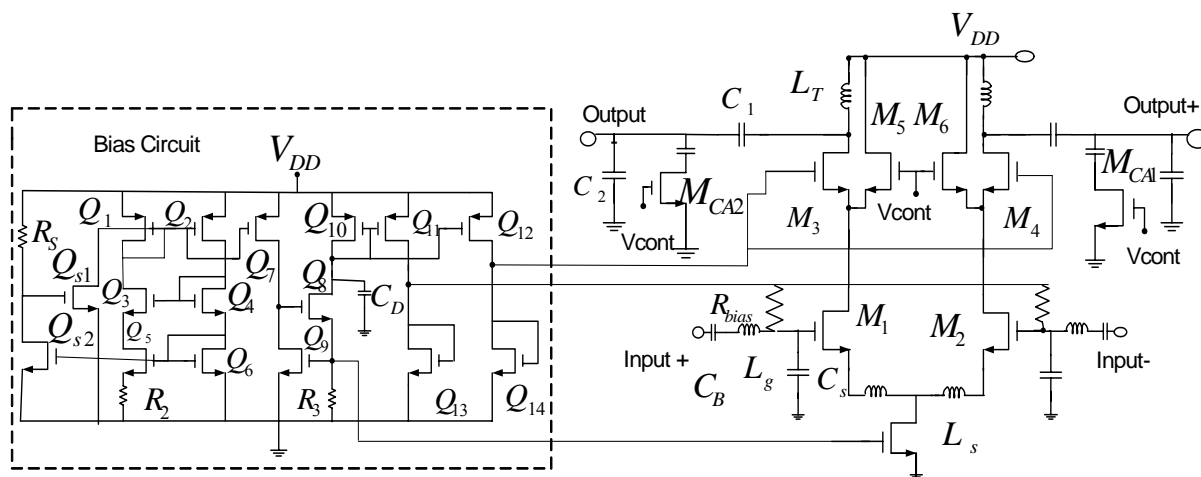 Bias Circuit
V_DD
Q_1
Q_2
Q_10
Q_11
Q_12
R_S
Q_s1
Q_3
Q_4
Q_7
Q_8
C_D
Q_s2
Q_5
Q_6
Q_9
R_2
R_3
Q_13
Q_14
V_DD
L_T
C_1
Output
Output+
M_5 M_6
C_2
M_CA2
M_CA1
Vcont
Vcont
Vcont
M_3
M_4
R_bias
M_1
M_2
Input +
Input-
L_g
C_s
C_B
L_s